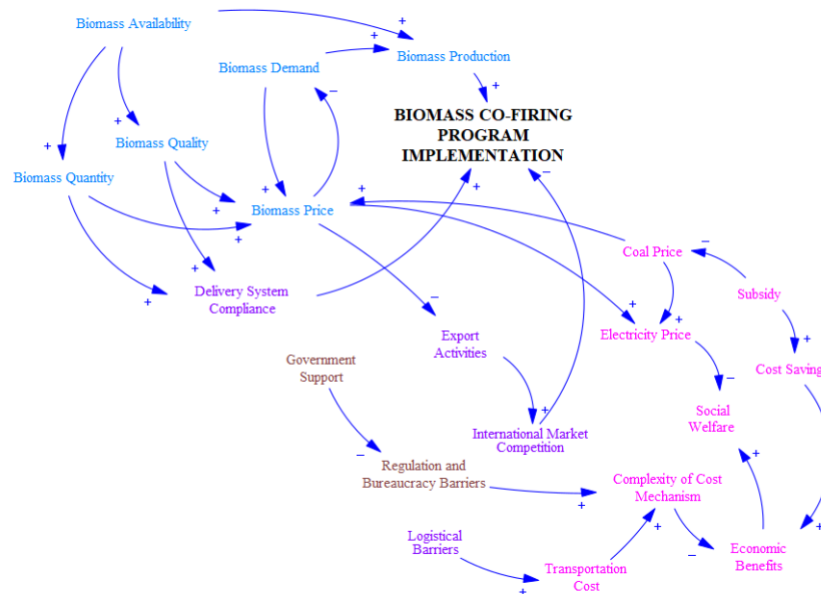 Biomass Availability
+
+
Biomass Demand
+
Biomass Production
+
−
BIOMASS CO-FIRING
PROGRAM
IMPLEMENTATION
+
+
Biomass Quality
+
Biomass Quantity
−
+
+
+
+
Biomass Price
+
+
Coal Price
−
+
Delivery System
Compliance
+
Subsidy
−
+
+
Electricity Price
+
Export
Activities
Government
Support
Cost Saving
−
Social
Welfare
+
International Market
Competition
−
+
Regulation and
Bureaucracy Barriers
+
Complexity of Cost
Mechanism
+
−
+
Logistical
Barriers
Economic
Benefits
+
Transportation
Cost